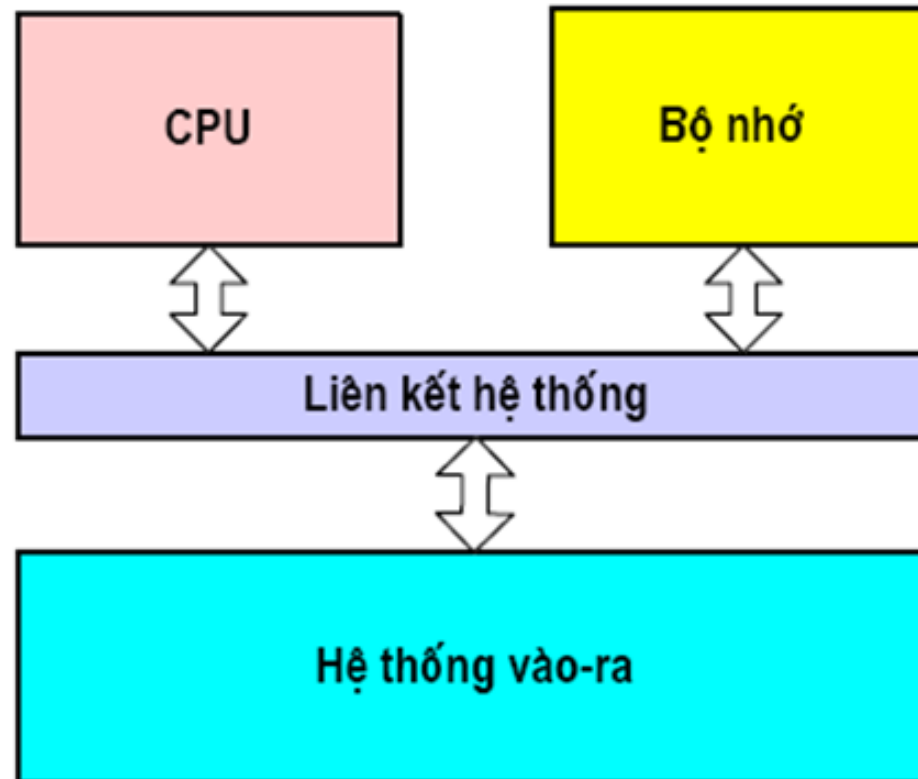 CPU
Bộ nhớ
Liên kết hệ thống
Hệ thống vào-ra